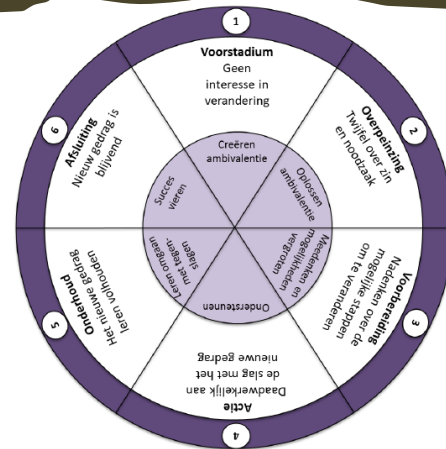 1
Voorstadium
Geen
interesse in
verandering
Creëren
ambivalentie
2
Overpeinzing
Twijfel over zin
en noodzaak
Oplossen
ambivalentie
3
Voorbereiding
Nadenken over de
mogelijke stappen
om te veranderen
Meedenken en
mogelijkheden
vergroten
4
Actie
Daadwerkelijk aan
de slag met het
nieuwe gedrag
Ondersteunen
5
Onderhoud
Het nieuwe gedrag
leren volhouden
Leren omgaan
met tegen-
slagen
6
Afsluiting
Nieuw gedrag is
blijvend
Succes
vieren